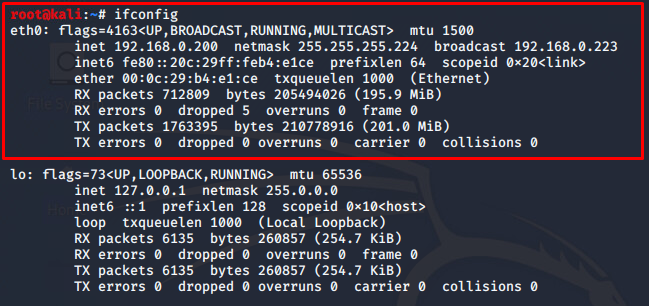 root@kali:~# ifconfig
eth0: flags=4163<UP,BROADCAST,RUNNING,MULTICAST>  mtu 1500
        inet 192.168.0.200  netmask 255.255.255.224  broadcast 192.168.0.223
        inet6 fe80::20c:29ff:feb4:e1ce  prefixlen 64  scopeid 0×20<link>
        ether 00:0c:29:b4:e1:ce  txqueuelen 1000  (Ethernet)
        RX packets 712809  bytes 205494026 (195.9 MiB)
        RX errors 0  dropped 5  overruns 0  frame 0
        TX packets 1763395  bytes 210778916 (201.0 MiB)
        TX errors 0  dropped 0 overruns 0  carrier 0  collisions 0

lo: flags=73<UP,LOOPBACK,RUNNING>  mtu 65536
        inet 127.0.0.1  netmask 255.0.0.0
        inet6 ::1  prefixlen 128  scopeid 0×10<host>
        loop  txqueuelen 1000  (Local Loopback)
        RX packets 6135  bytes 260857 (254.7 KiB)
        RX errors 0  dropped 0  overruns 0  frame 0
        TX packets 6135  bytes 260857 (254.7 KiB)
        TX errors 0  dropped 0 overruns 0  carrier 0  collisions 0